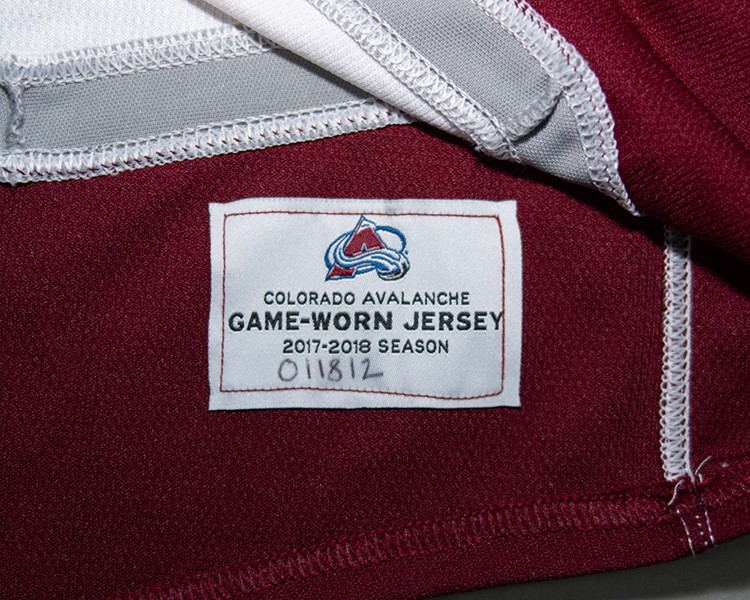 COLORADO AVALANCHE
GAME-WORN JERSEY
2017-2018 SEASON
011812